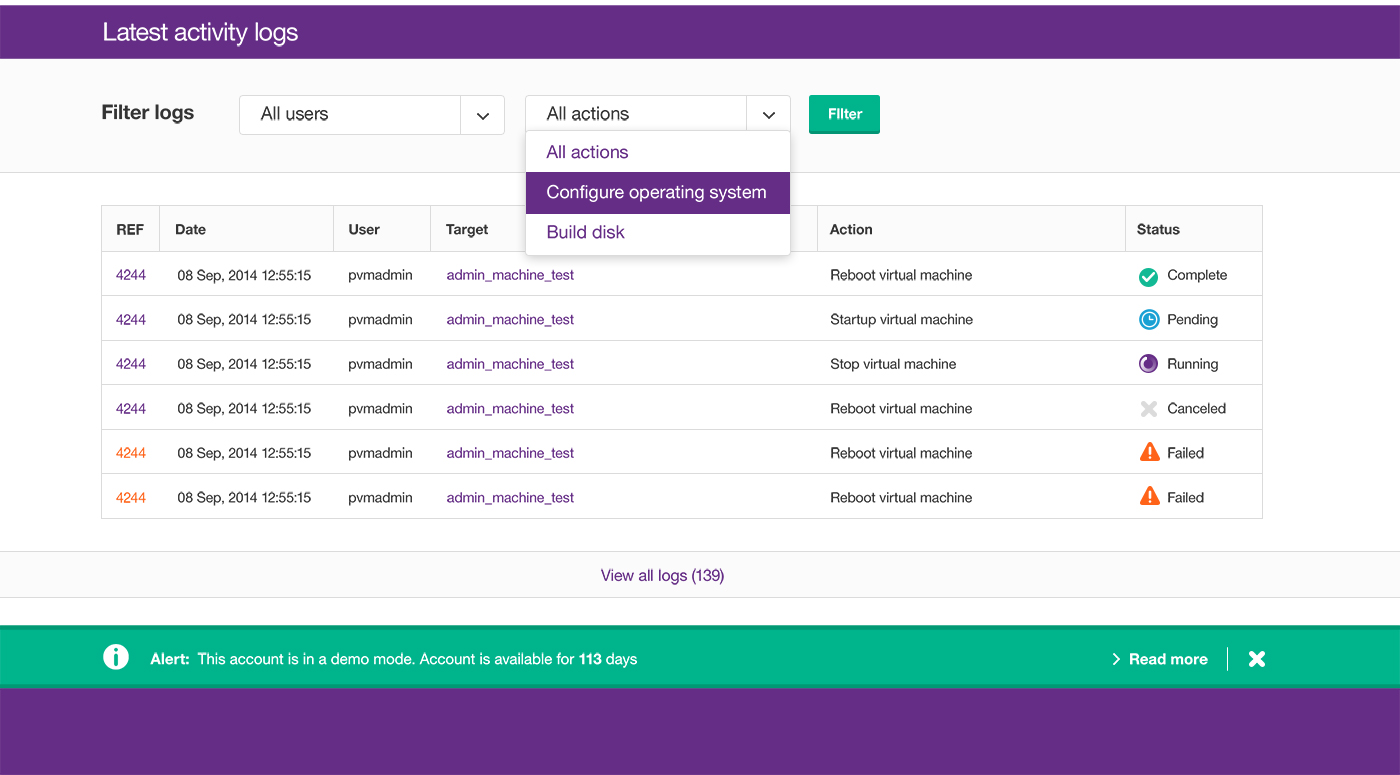 Latest activity logs
Filter logs All users All actions FIlter
All actions
Configure operating system
Build disk
REF Date User Target Action Status
4244 08 Sep, 2014 12:55:15 pvmadmin admin_machine_test Reboot virtual machine Complete
4244 08 Sep, 2014 12:55:15 pvmadmin admin_machine_test Startup virtual machine Pending
4244 08 Sep, 2014 12:55:15 pvmadmin admin_machine_test Stop virtual machine Running
4244 08 Sep, 2014 12:55:15 pvmadmin admin_machine_test Reboot virtual machine Canceled
4244 08 Sep, 2014 12:55:15 pvmadmin admin_machine_test Reboot virtual machine Failed
4244 08 Sep, 2014 12:55:15 pvmadmin admin_machine_test Reboot virtual machine Failed
View all logs (139)
Alert: This account is in a demo mode. Account is available for 113 days Read more